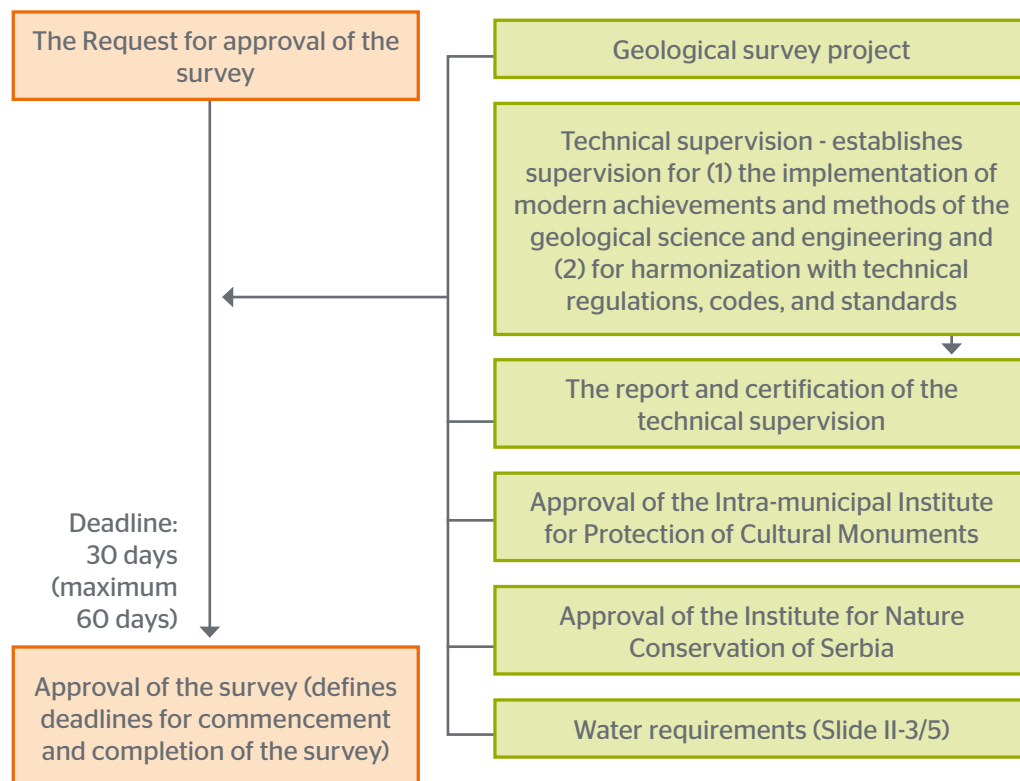 The Request for approval of the
survey
Geological survey project
Technical supervision - establishes
supervision for (1) the implementation of
modern achievements and methods of the
geological science and engineering and
(2) for harmonization with technical
regulations, codes, and standards
The report and certification of the
technical supervision
Approval of the Intra-municipal Institute
for Protection of Cultural Monuments
Deadline:
30 days
(maximum
60 days)
Approval of the Institute for Nature
Conservation of Serbia
Approval of the survey (defines
deadlines for commencement
and completion of the survey)
Water requirements (Slide II-3/5)